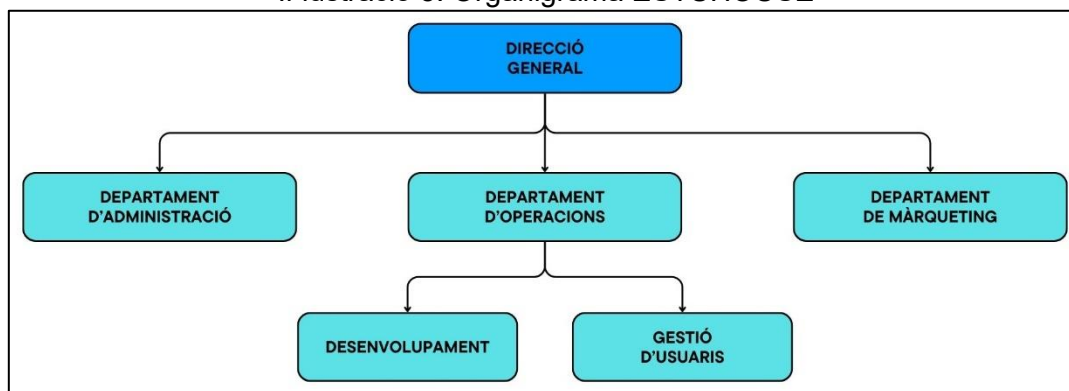 DIRECCIÓ
GENERAL
DEPARTAMENT
D'ADMINISTRACIÓ
DEPARTAMENT
D'OPERACIONS
DEPARTAMENT
DE MÀRQUETING
DESENVOLUPAMENT
GESTIÓ
D'USUARIS